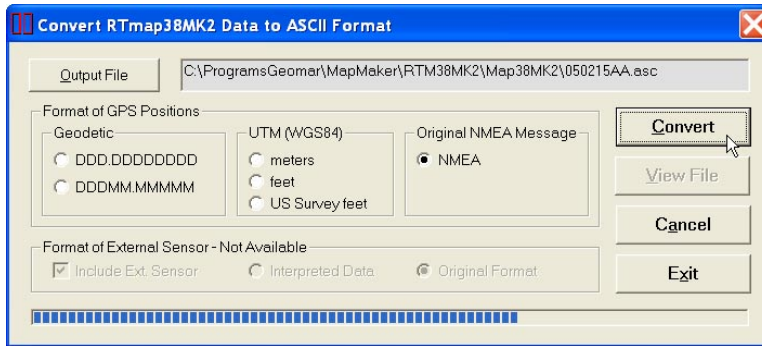 Convert RTmap38MK2 Data to ASCII Format
Output File
C:\ProgramsGeomar\MapMaker\RTM38MK2\Map38MK2\050215AA.asc
Format of GPS Positions
Geodetic
DDD.DDDDDDDD
DDDMM.MMMMM
UTM (WGS84)
meters
feet
US Survey feet
Original NMEA Message
NMEA
Convert
View File
Cancel
Exit
Format of External Sensor - Not Available
Include Ext. Sensor
Interpreted Data
Original Format